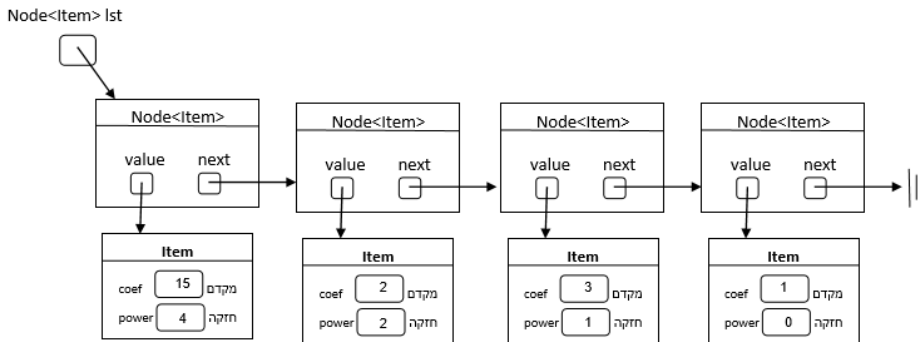 Node<Item> lst
Node<Item> Node<Item> Node<Item> Node<Item>
value next value next value next value next
Item Item Item Item
coef 15 מקדם coef 2 מקדם coef 3 מקדם coef 1 מקדם
power 4 חזקה power 2 חזקה power 1 חזקה power 0 חזקה